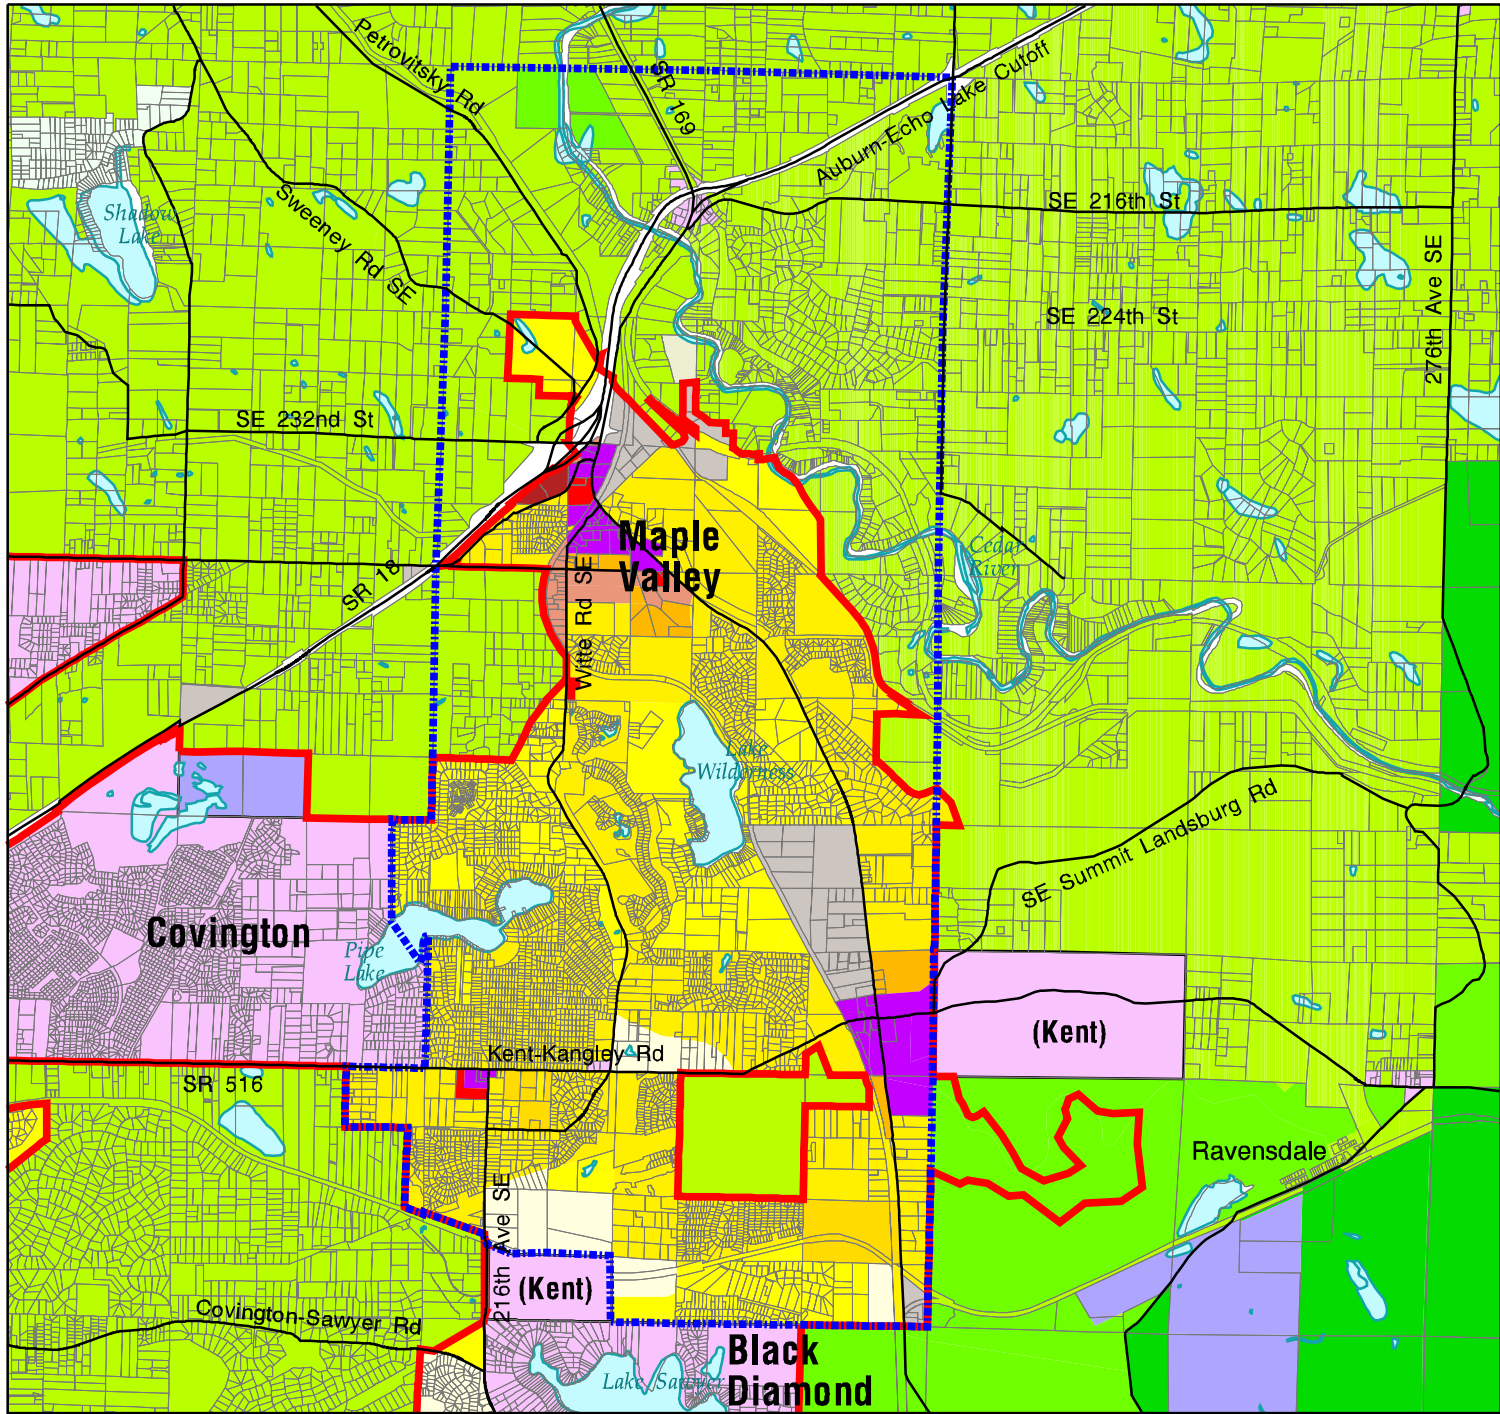 Petrovitsky Rd
SR 169
Auburn-Echo Lake Cutoff
Shadow
Lake
Sweeney Rd SE
SE 216th St
276th Ave SE
SE 224th St
SE 232nd St
Maple
Valley
Cedar
River
SR 18
Witte Rd SE
Lake
Wilderness
SE Summit Landsburg Rd
Covington
Pipe
Lake
(Kent)
Kent-Kangley Rd
SR 516
Ravensdale
216th Ave SE
(Kent)
Covington-Sawyer Rd
Black
Diamond
Lake Sawyer